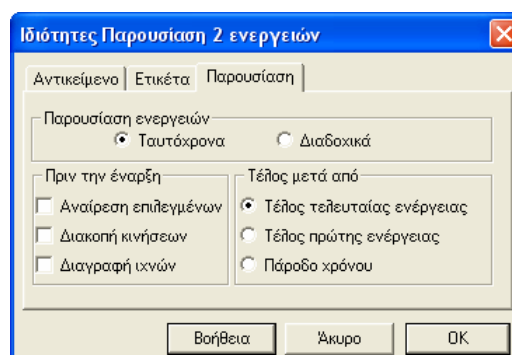 Ιδιότητες Παρουσίαση 2 ενεργειών
Αντικείμενο Ετικέτα Παρουσίαση
Παρουσίαση ενεργειών
Ταυτόχρονα Διαδοχικά
Πριν την έναρξη
Αναίρεση επιλεγμένων
Διακοπή κινήσεων
Διαγραφή ιχνών
Τέλος μετά από
Τέλος τελευταίας ενέργειας
Τέλος πρώτης ενέργειας
Πάροδο χρόνου
Βοήθεια Άκυρο OK